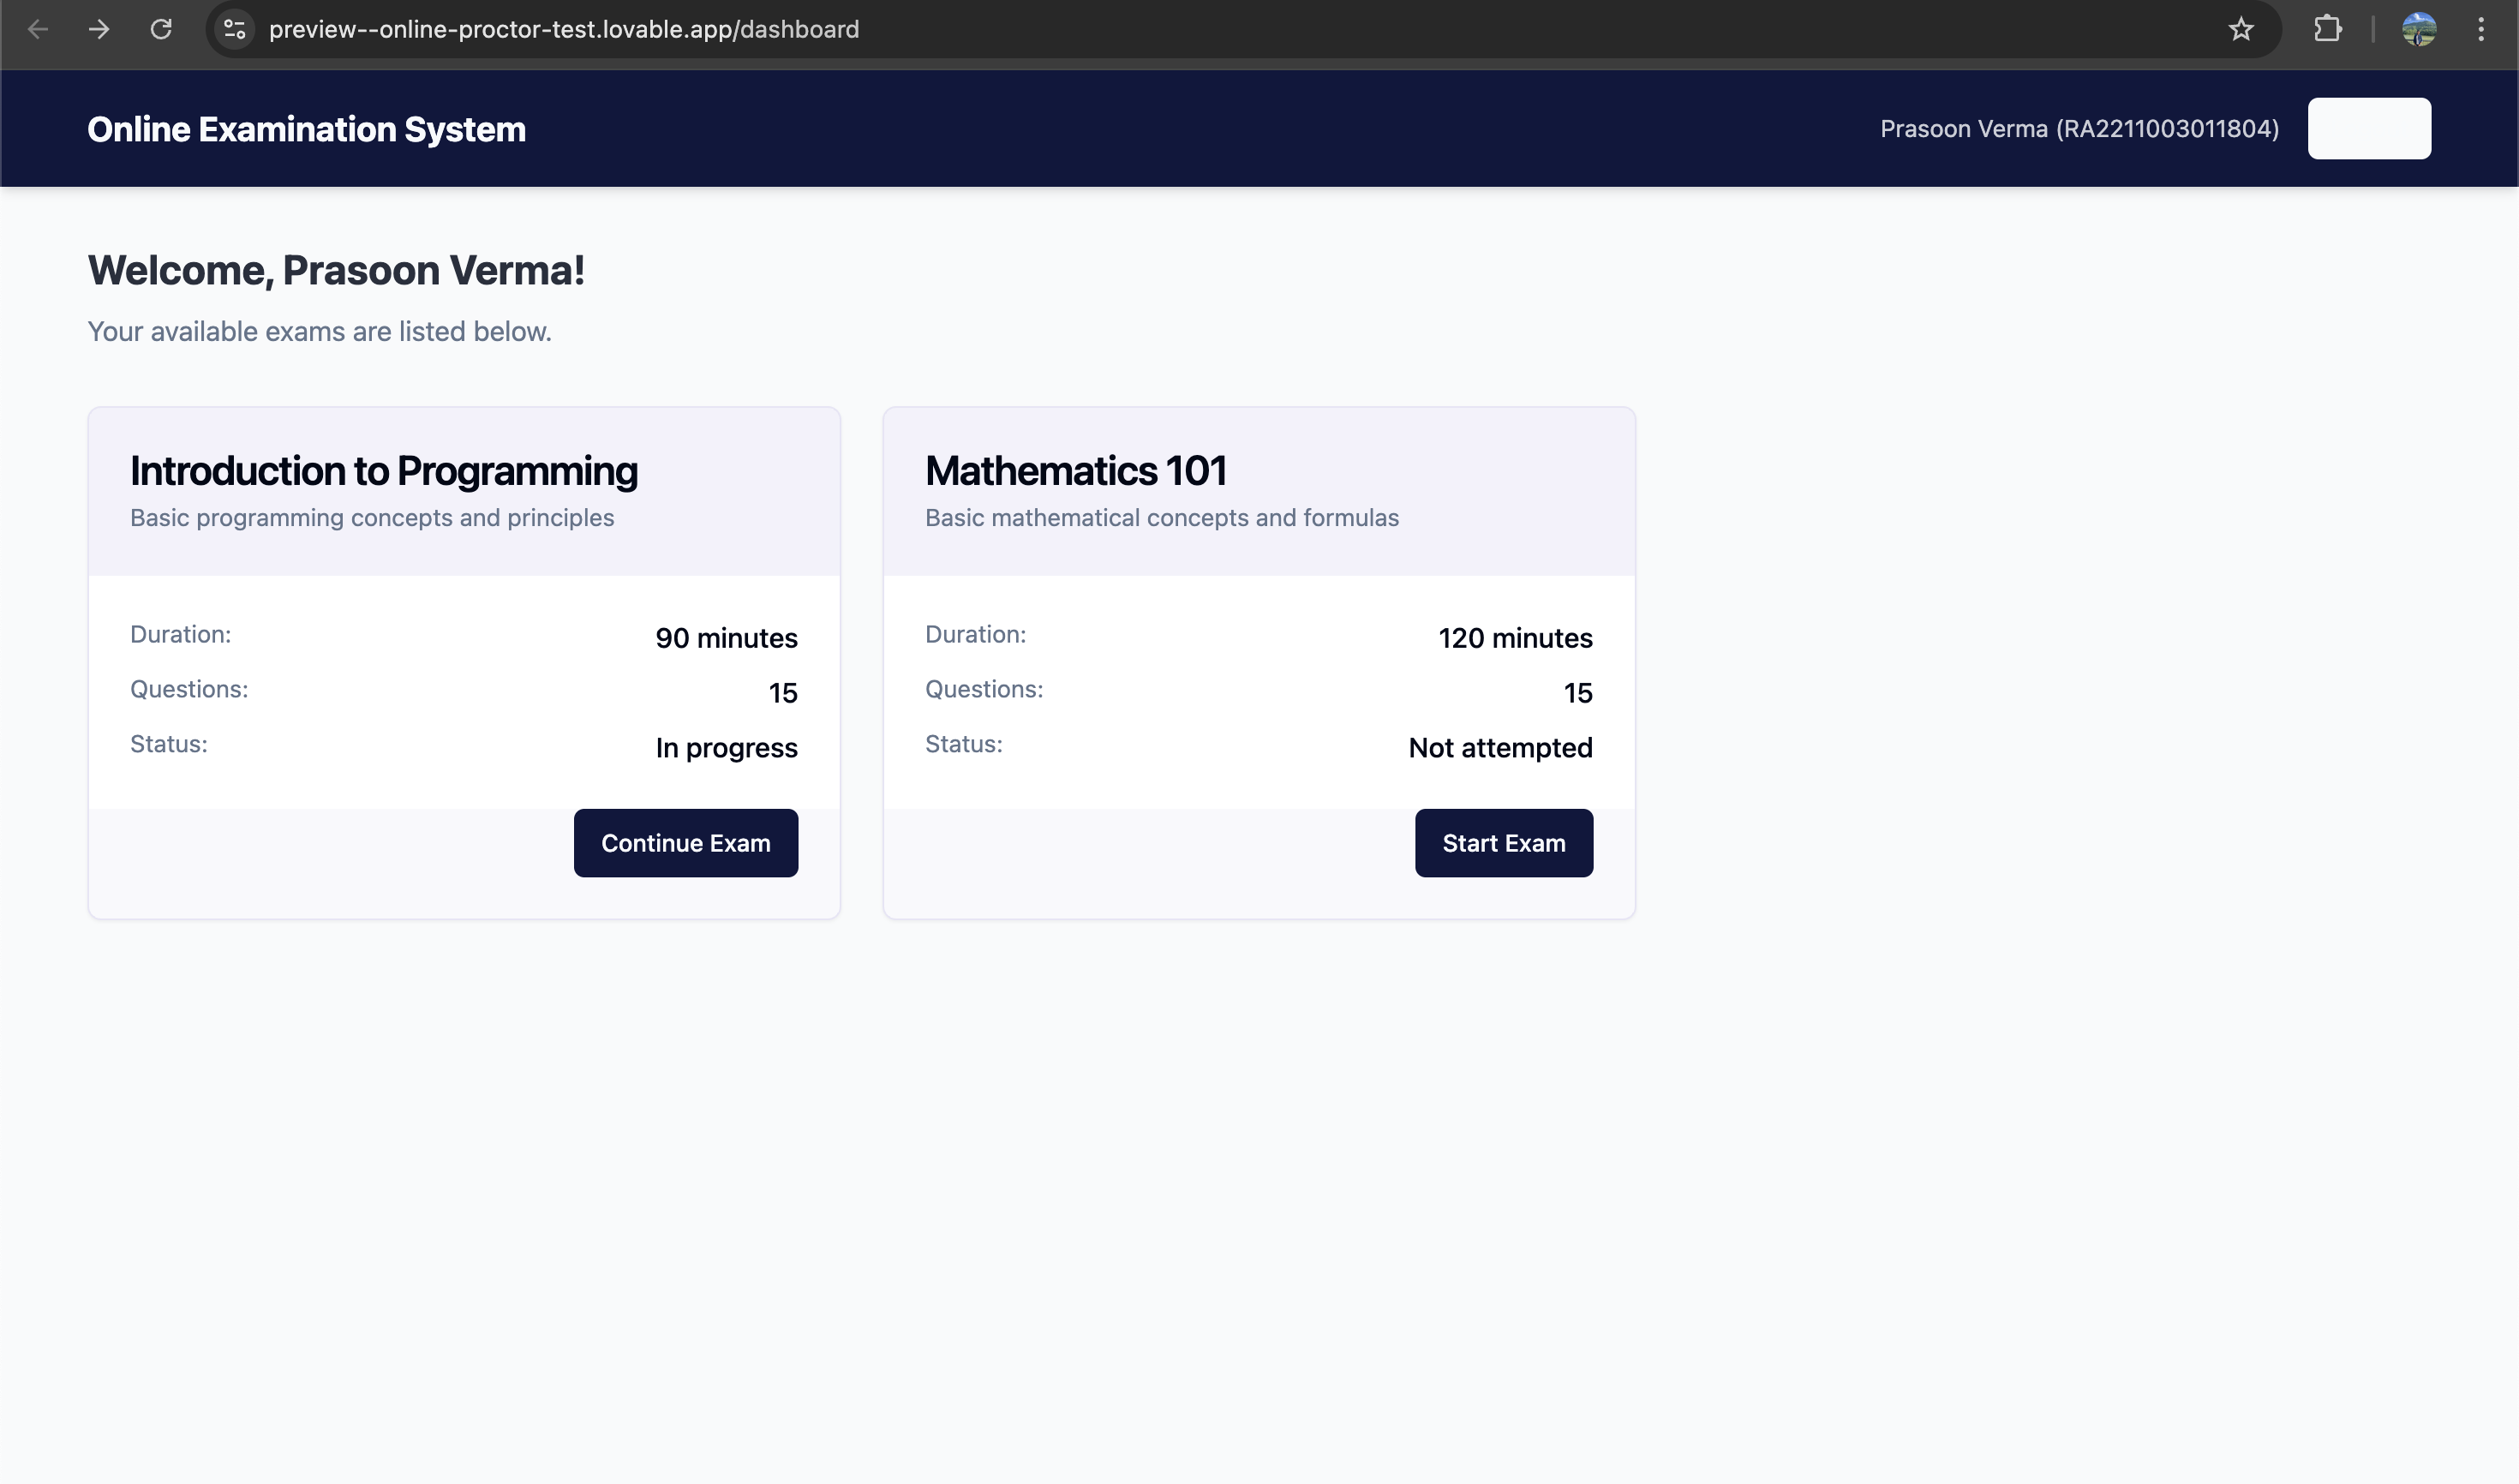 preview--online-proctor-test.lovable.app/dashboard
Online Examination System
Prasoon Verma (RA2211003011804)
Welcome, Prasoon Verma!
Your available exams are listed below.
Introduction to Programming
Basic programming concepts and principles
Duration: 90 minutes
Questions: 15
Status: In progress
Continue Exam
Mathematics 101
Basic mathematical concepts and formulas
Duration: 120 minutes
Questions: 15
Status: Not attempted
Start Exam